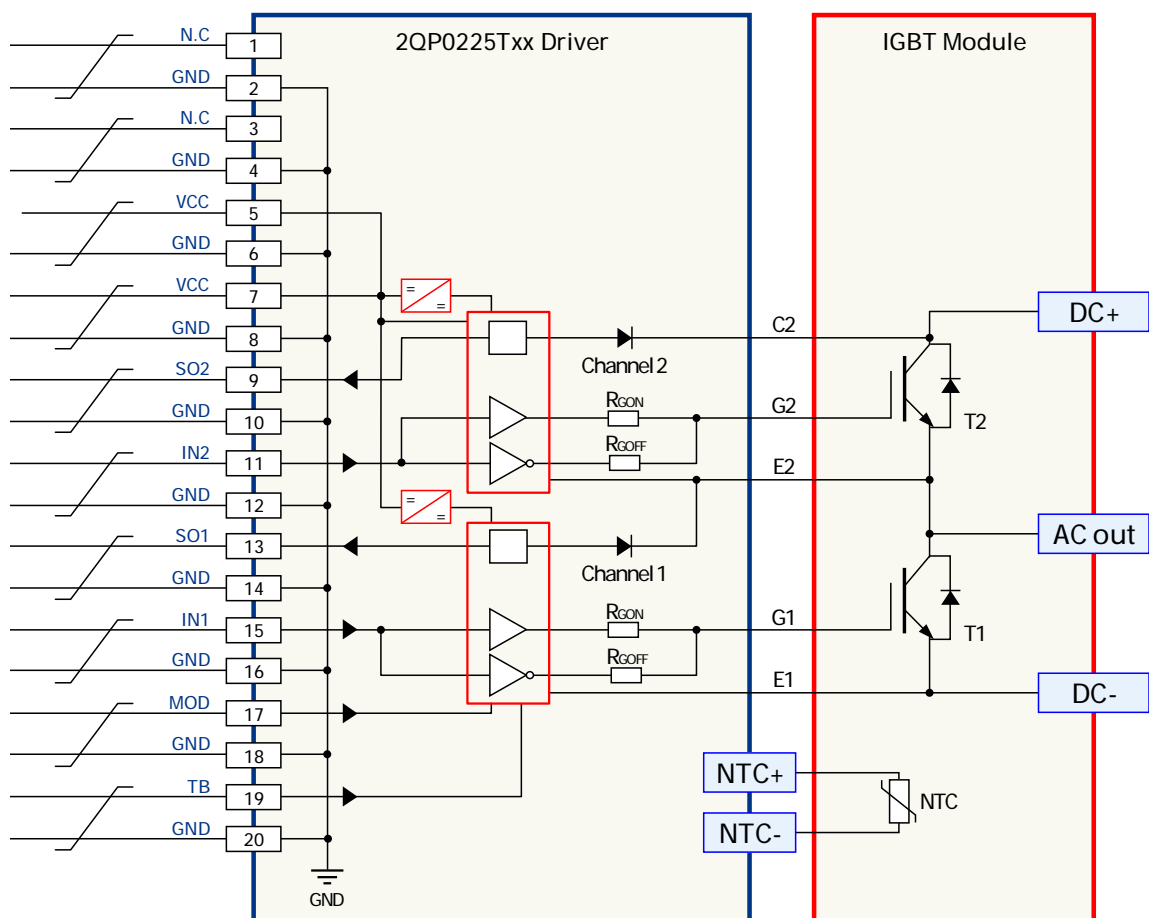 2QP0225Txx Driver
IGBT Module
N.C
1
GND
2
N.C
3
GND
4
VCC
5
GND
6
VCC
7
=
=
DC+
GND
8
C2
Channel 2
SO2
9
GND
10
RGON
G2
T2
IN2
11
RGOFF
E2
GND
12
=
=
SO1
13
Channel 1
AC out
GND
14
IN1
15
RGON
G1
T1
GND
16
RGOFF
E1
DC-
MOD
17
GND
18
NTC+
TB
19
NTC
GND
20
NTC-
GND